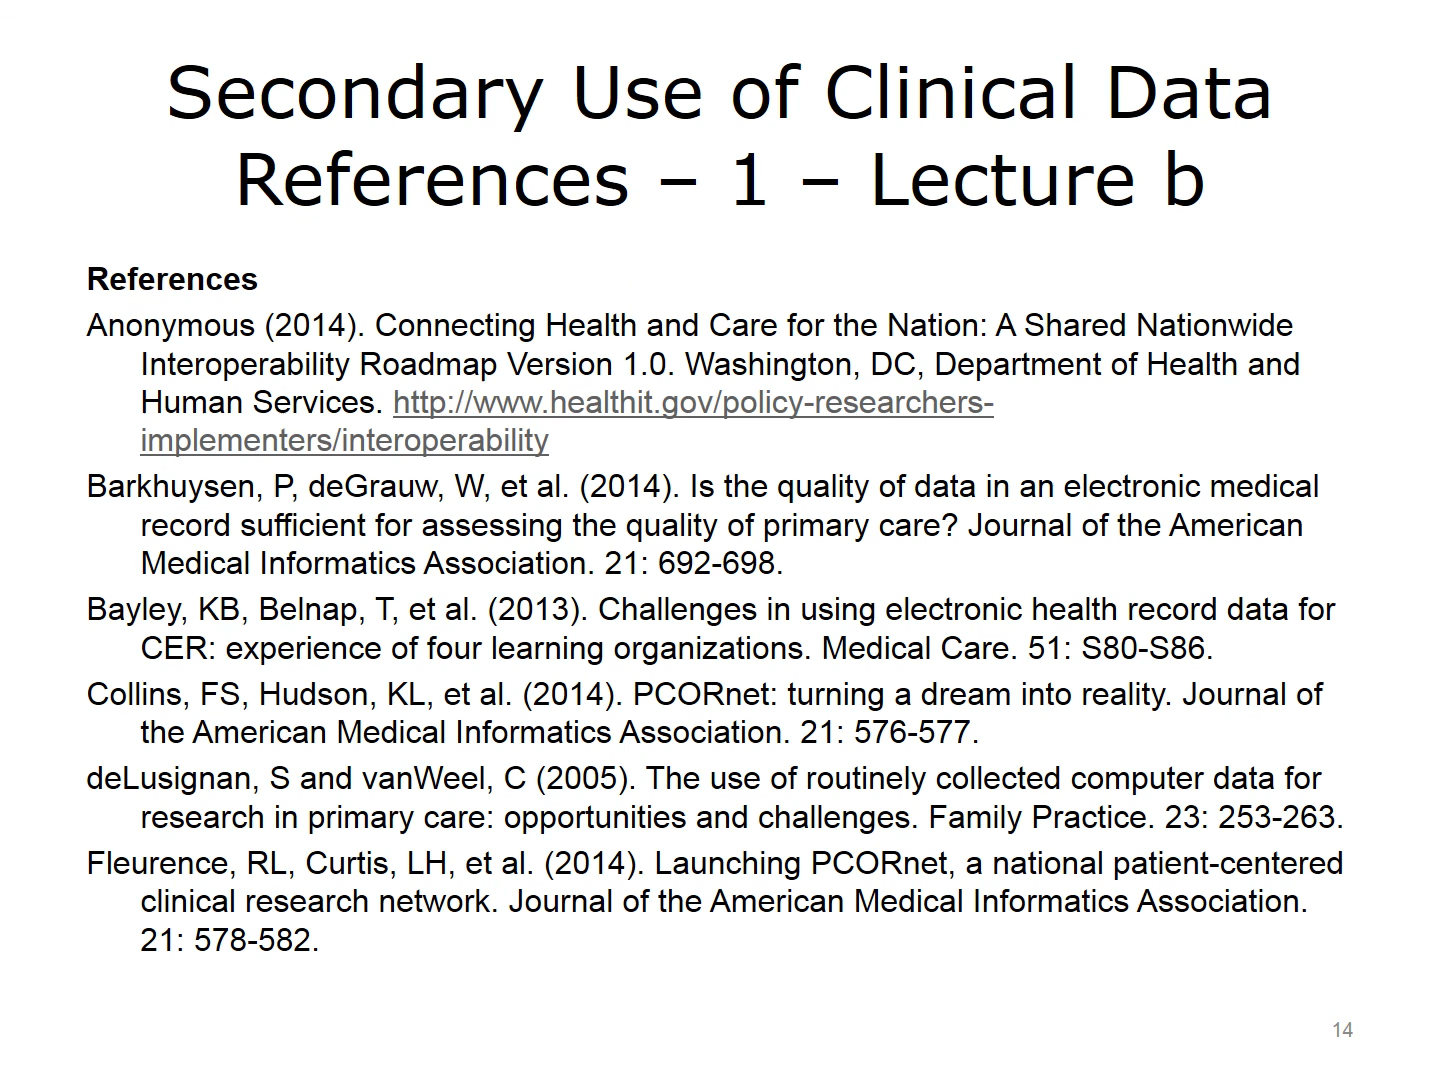 Secondary Use of Clinical Data
References – 1 – Lecture b
References
Anonymous (2014). Connecting Health and Care for the Nation: A Shared Nationwide
Interoperability Roadmap Version 1.0. Washington, DC, Department of Health and
Human Services. http://www.healthit.gov/policy-researchers-
implementers/interoperability
Barkhuysen, P, deGrauw, W, et al. (2014). Is the quality of data in an electronic medical
record sufficient for assessing the quality of primary care? Journal of the American
Medical Informatics Association. 21: 692-698.
Bayley, KB, Belnap, T, et al. (2013). Challenges in using electronic health record data for
CER: experience of four learning organizations. Medical Care. 51: S80-S86.
Collins, FS, Hudson, KL, et al. (2014). PCORnet: turning a dream into reality. Journal of
the American Medical Informatics Association. 21: 576-577.
deLusignan, S and vanWeel, C (2005). The use of routinely collected computer data for
research in primary care: opportunities and challenges. Family Practice. 23: 253-263.
Fleurence, RL, Curtis, LH, et al. (2014). Launching PCORnet, a national patient-centered
clinical research network. Journal of the American Medical Informatics Association.
21: 578-582.
14